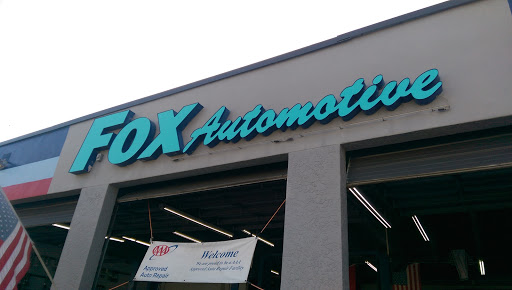 Fox Automotive
AAA Welcome
Approved
Auto Repair